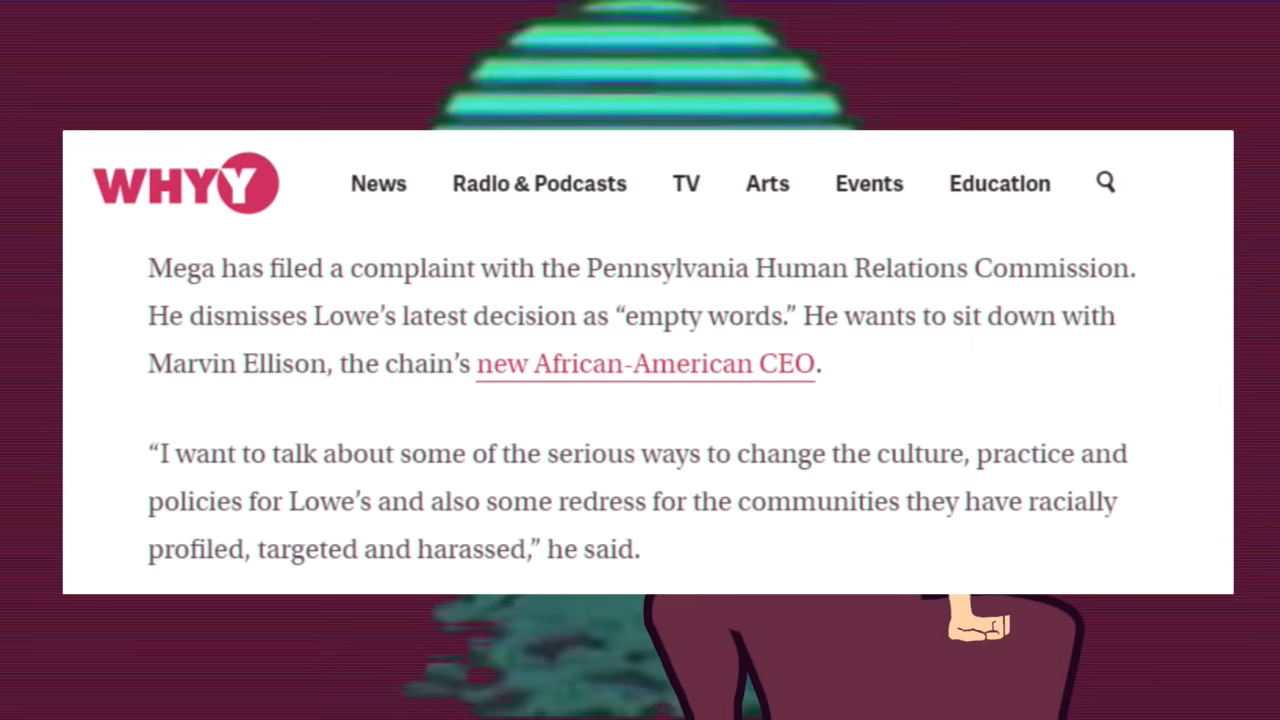 WHYY News Radio & Podcasts TV Arts Events Education
Mega has filed a complaint with the Pennsylvania Human Relations Commission.
He dismisses Lowe’s latest decision as “empty words.” He wants to sit down with
Marvin Ellison, the chain’s new African-American CEO.
“I want to talk about some of the serious ways to change the culture, practice and
policies for Lowe’s and also some redress for the communities they have racially
profiled, targeted and harassed,” he said.